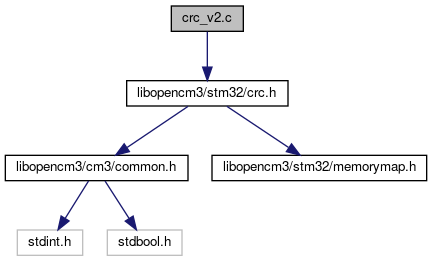 crc_v2.c
libopencm3/stm32/crc.h
libopencm3/cm3/common.h
libopencm3/stm32/memorymap.h
stdint.h
stdbool.h